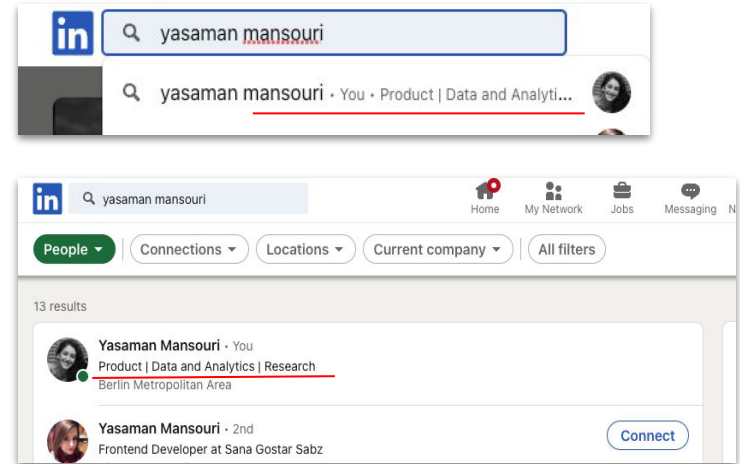 in yasaman mansouri
yasaman mansouri • You • Product | Data and Analyti...
in yasaman mansouri
Home My Network Jobs Messaging N
People Connections Locations Current company All filters
13 results
Yasaman Mansouri • You
Product | Data and Analytics | Research
Berlin Metropolitan Area
Yasaman Mansouri • 2nd
Connect
Frontend Developer at Sana Gostar Sabz